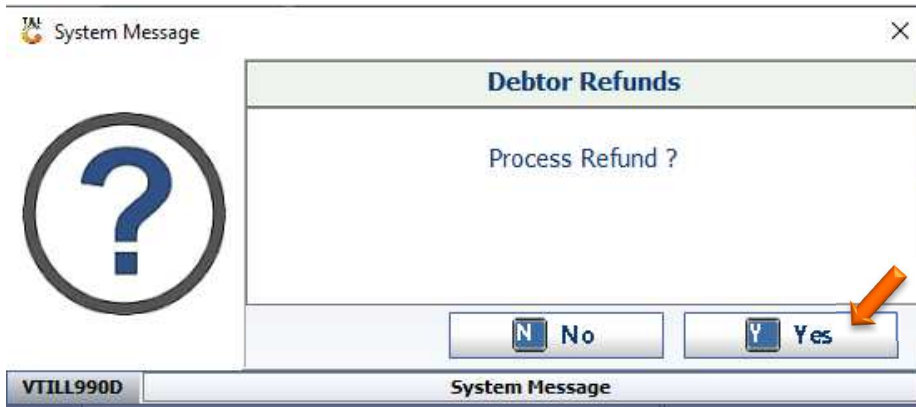 System Message
Debtor Refunds
Process Refund ?
N No
Y Yes
VTILL990D System Message